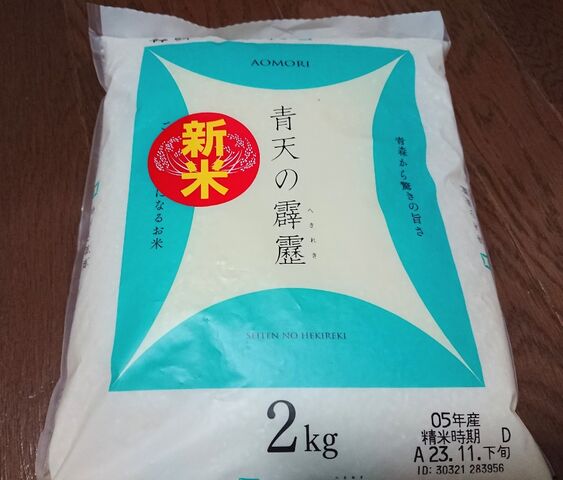 AOMORI
新米
青天の霹靂
へきれき
青森から驚きの旨さ
になるお米
SEITEN NO HEKIREKI
2kg
05年産
精米時期 D
A 23.11.下旬
ID: 30321 283956